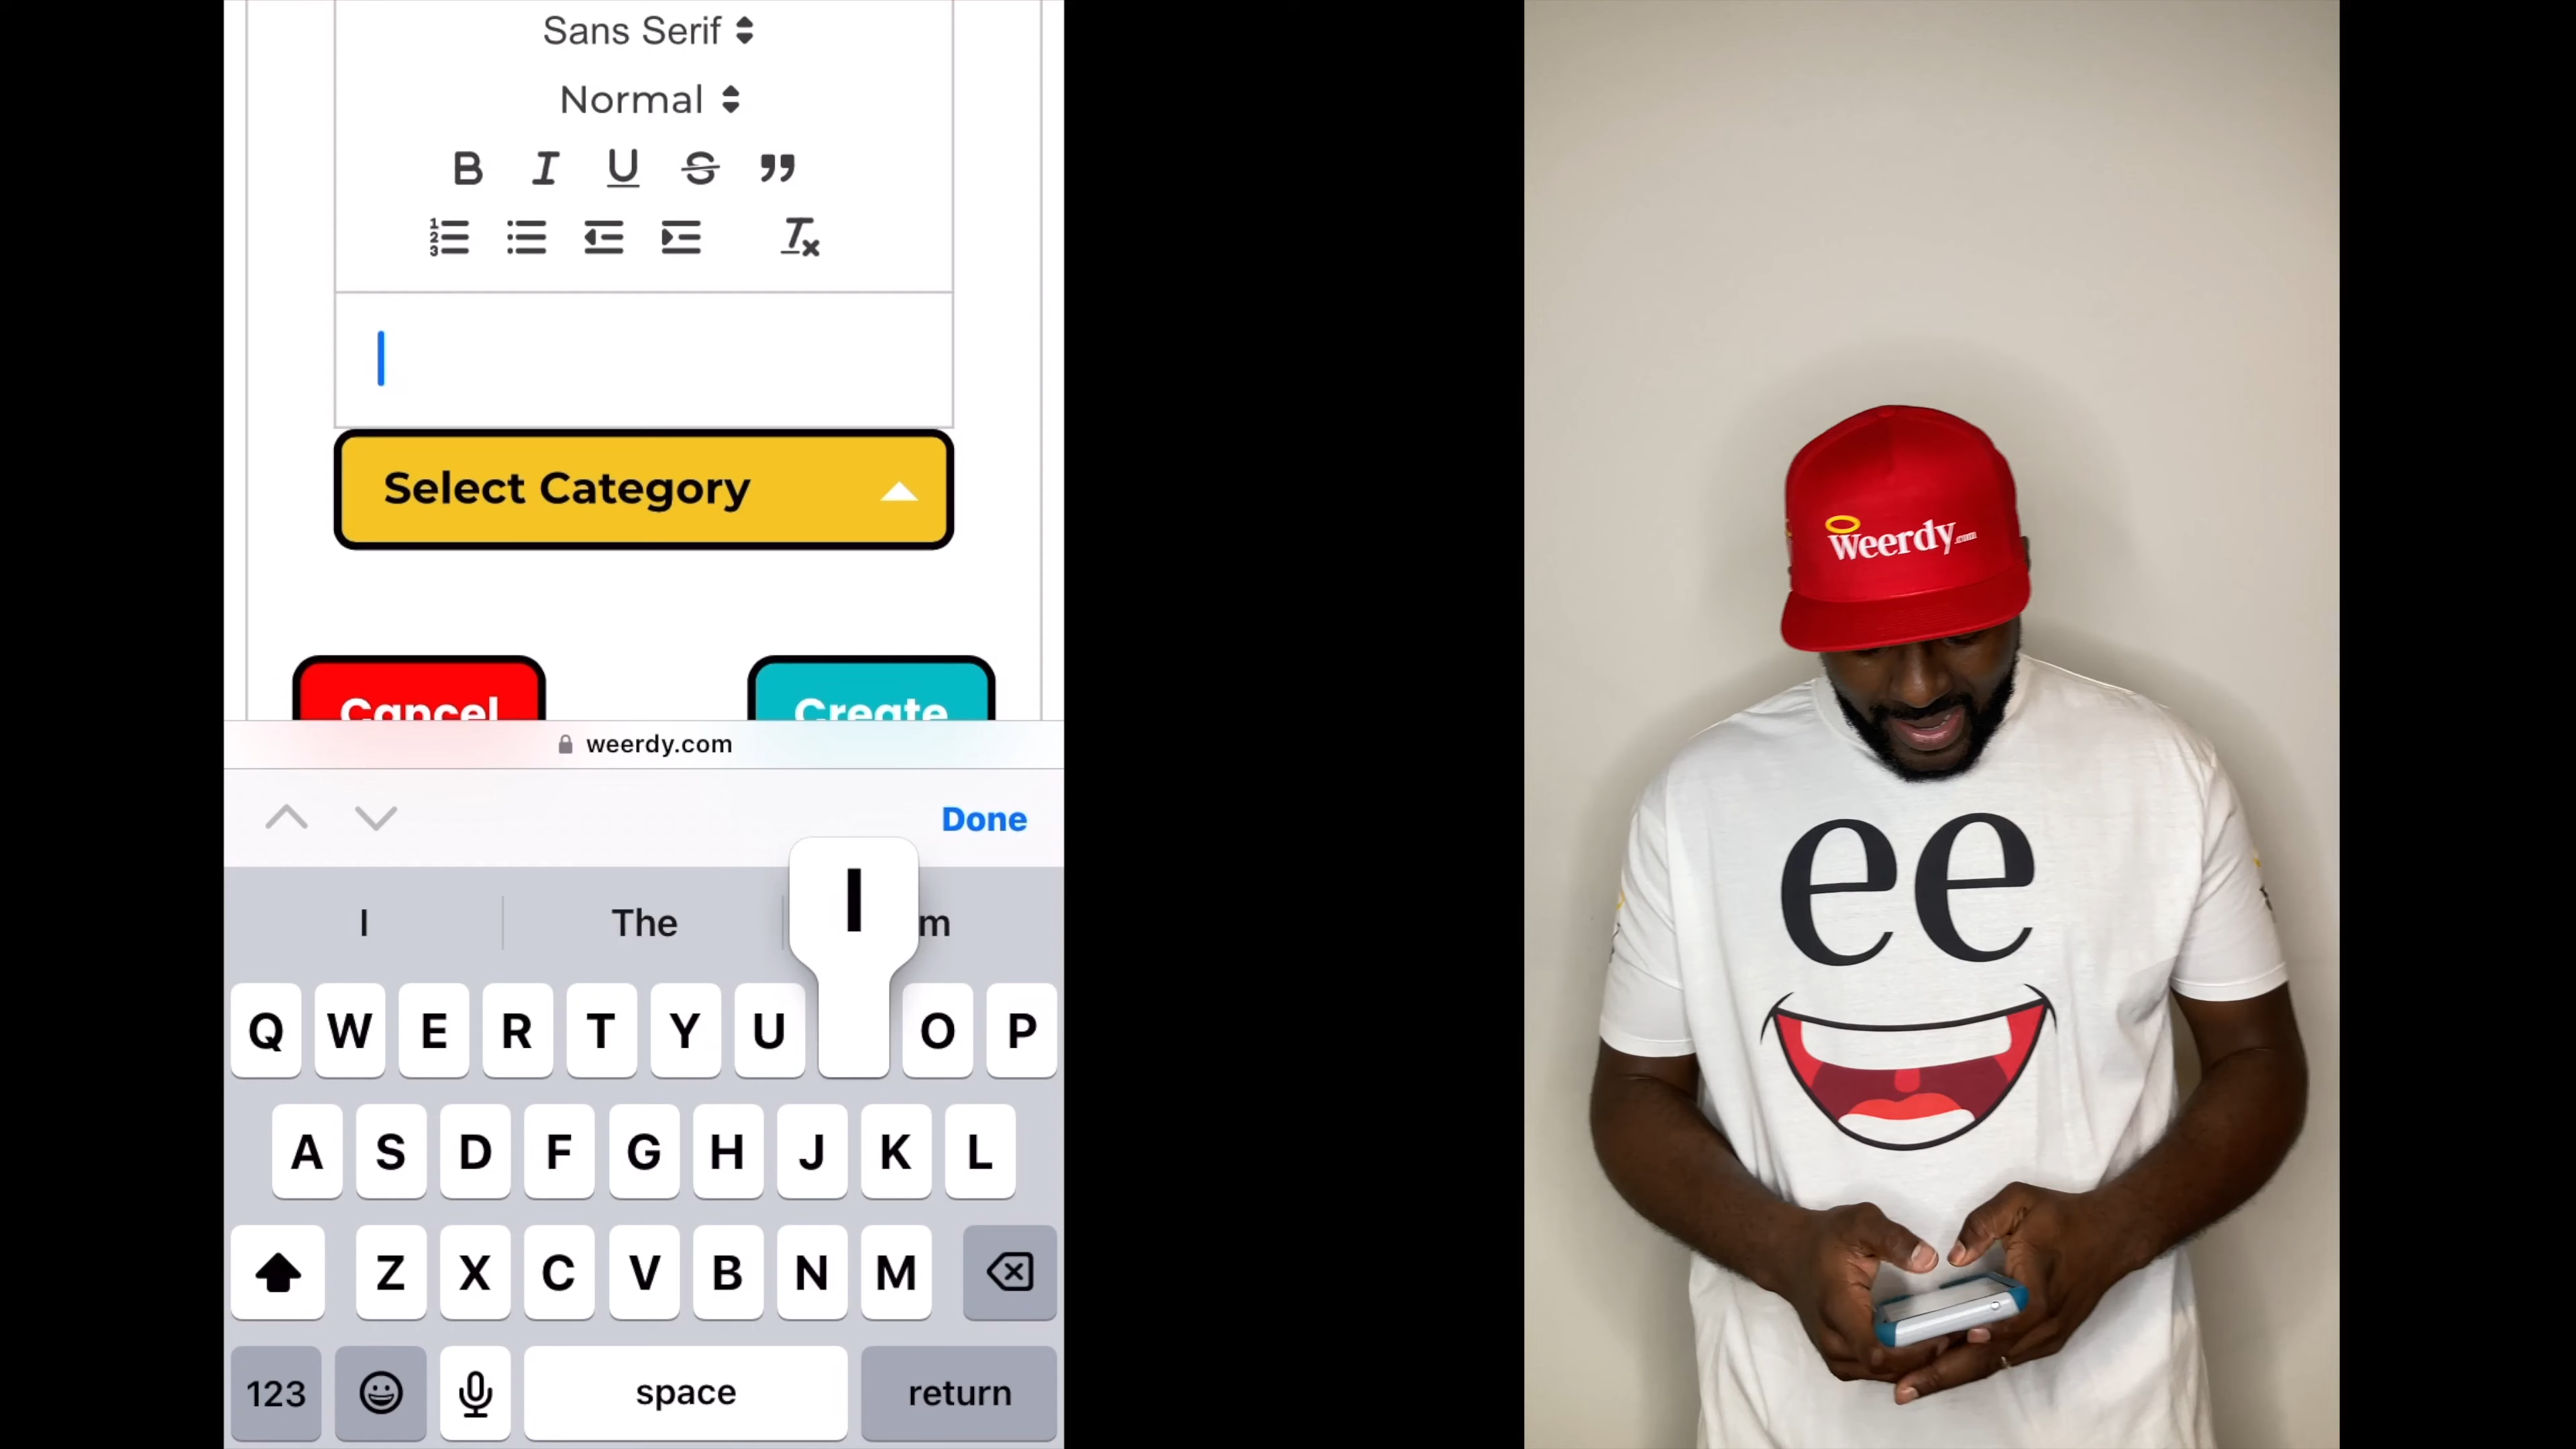 Sans Serif
Normal
B I U S ”
Select Category
Cancel
Create
weerdy.com
Done
I
The
m
I
Q W E R T Y U O P
A S D F G H J K L
Z X C V B N M
123
space
return
weerdy
ee